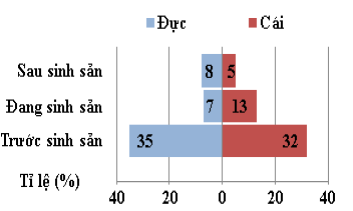 Đực Cái
Sau sinh sản 8 5
Đang sinh sản 7 13
Trước sinh sản 35 32
Tỉ lệ (%)
40 20 0 20 40